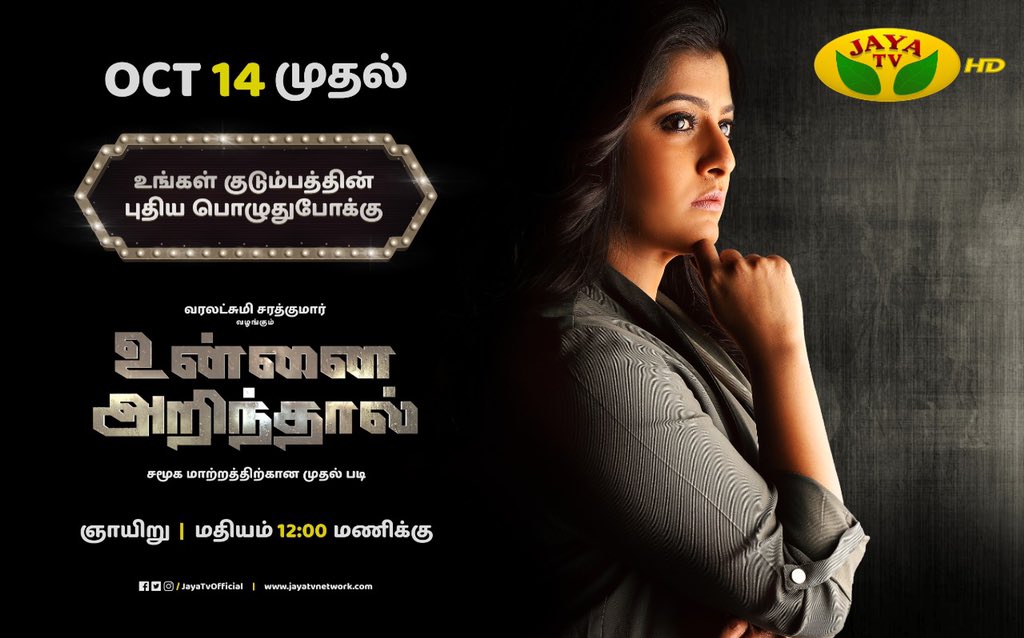 OCT 14 முதல்
JAYA
TV
HD
உங்கள் குடும்பத்தின்
புதிய பொழுதுபோக்கு
வரலட்சுமி சரத்குமார்
வழங்கும்
உன்னை
அறிந்தால்
சமூக மாற்றத்திற்கான முதல் படி
ஞாயிறு | மதியம் 12:00 மணிக்கு
/JayaTvOfficial | www.jayatvnetwork.com